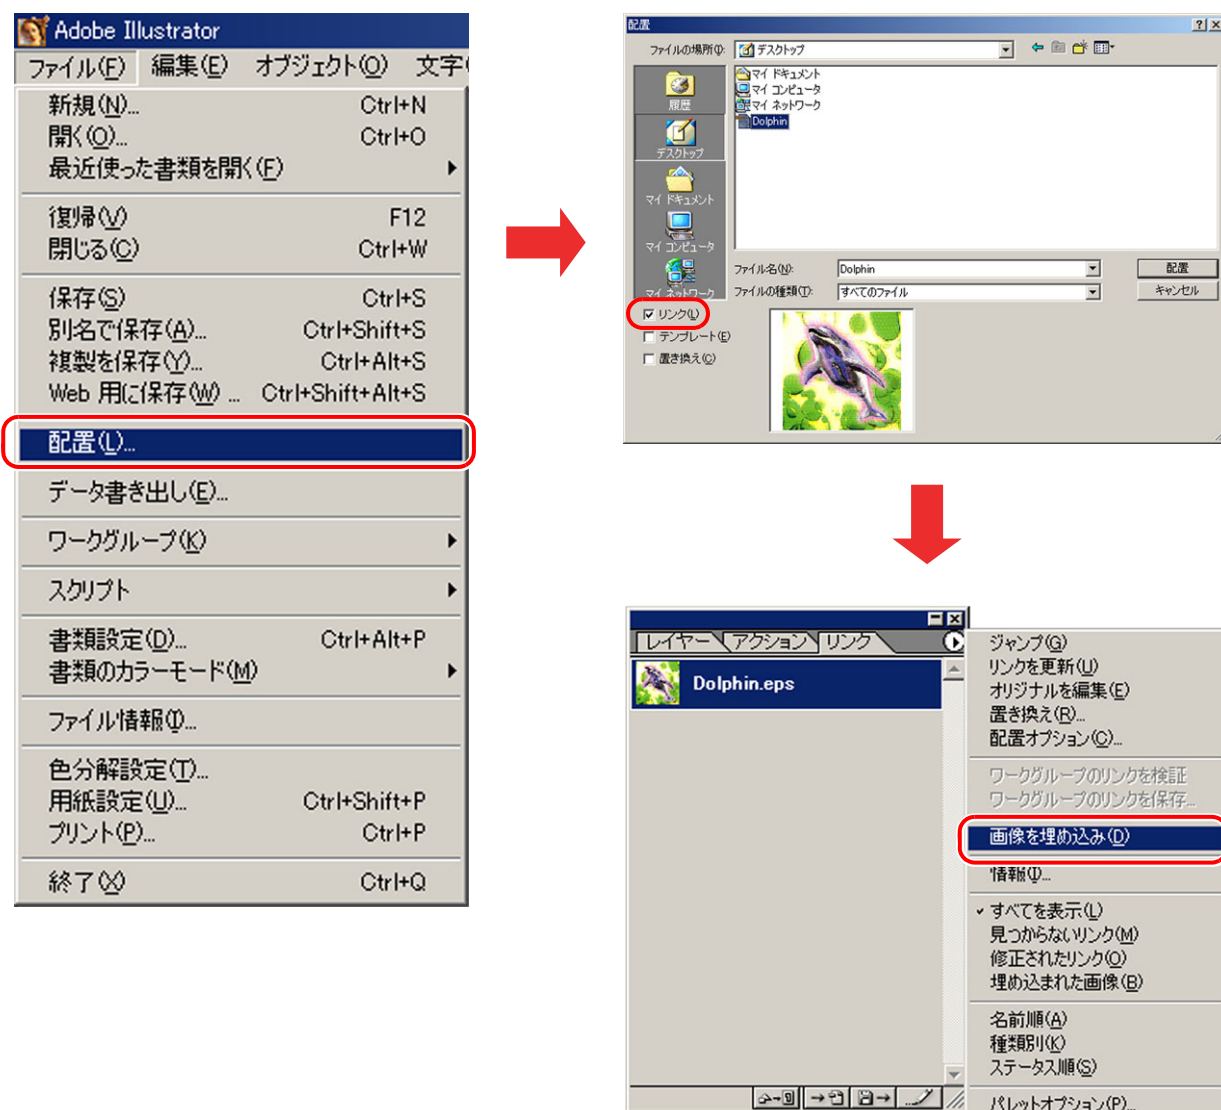 Adobe Illustrator
ファイル(F) 編集(E) オブジェクト(O) 文字(
新規(N)... Ctrl+N
開く(O)... Ctrl+O
最近使った書類を開く(F)
復帰(V) F12
閉じる(C) Ctrl+W
保存(S) Ctrl+S
別名で保存(A)... Ctrl+Shift+S
複製を保存(Y)... Ctrl+Alt+S
Web 用に保存(W) ... Ctrl+Shift+Alt+S
配置(L)...
データ書き出し(E)...
ワークグループ(K)
スクリプト
書類設定(D)... Ctrl+Alt+P
書類のカラーモード(M)
ファイル情報(I)...
色分解設定(T)...
用紙設定(U)... Ctrl+Shift+P
プリント(P)... Ctrl+P
終了(X) Ctrl+Q
配置
ファイルの場所(I): デスクトップ
履歴
デスクトップ
マイ ドキュメント
マイ コンピュータ
マイ ネットワーク
マイ ドキュメント
マイ コンピュータ
マイ ネットワーク
Dolphin
ファイル名(N): Dolphin 配置
ファイルの種類(T): すべてのファイル キャンセル
リンク(L)
テンプレート(E)
置き換え(C)
レイヤー アクション リンク
Dolphin.eps
ジャンプ(G)
リンクを更新(U)
オリジナルを編集(E)
置き換え(R)...
配置オプション(C)...
ワークグループのリンクを検証
ワークグループのリンクを保存...
画像を埋め込み(D)
情報(I)...
すべてを表示(L)
見つからないリンク(M)
修正されたリンク(O)
埋め込まれた画像(B)
名前順(A)
種類別(K)
ステータス順(S)
パレットオプション(P)...